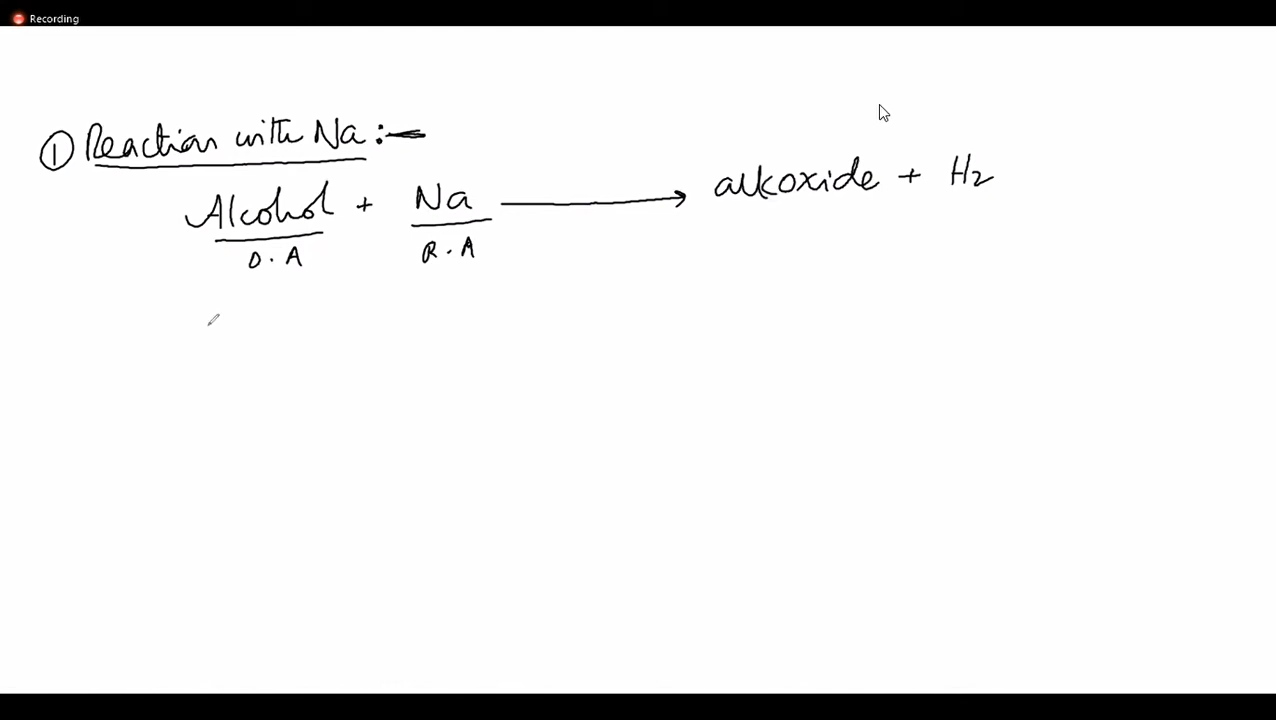 Recording
① Reaction with Na :-
Alcohol + Na ⟶ alkoxide + H₂
O.A R.A